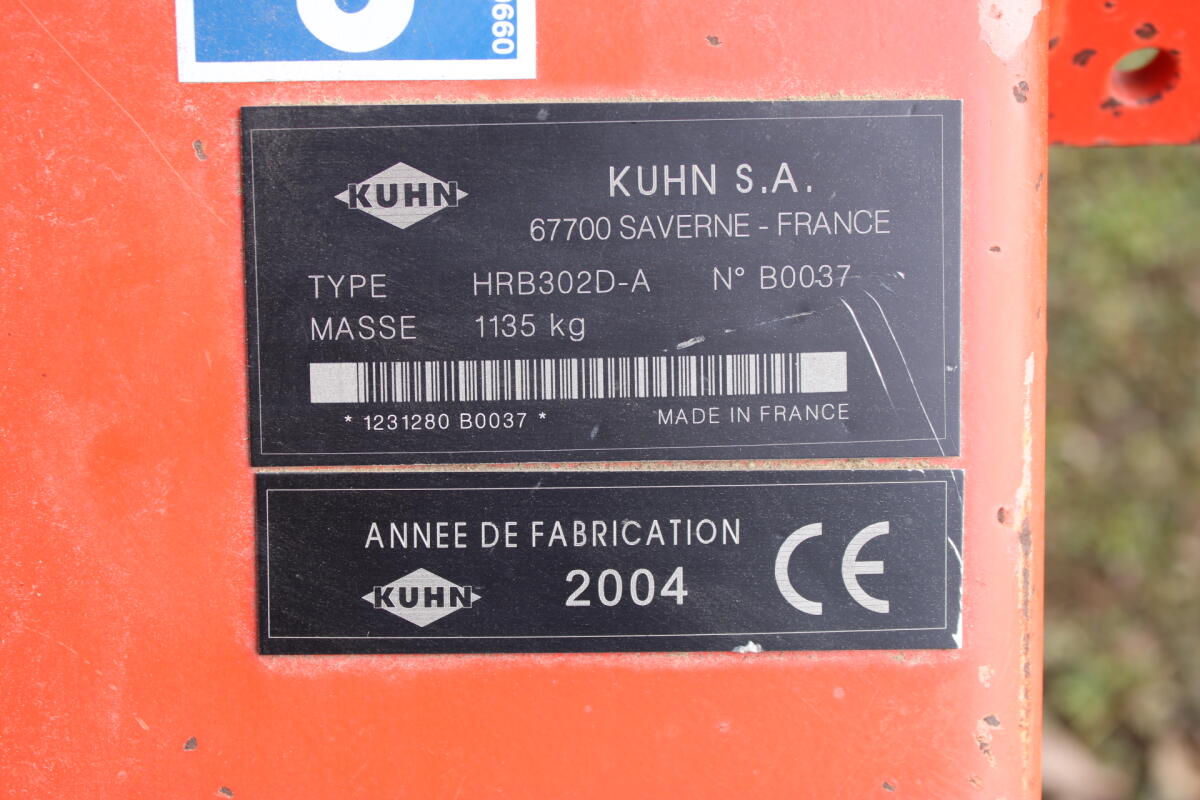 KUHN
KUHN S.A.
67700 SAVERNE - FRANCE
TYPE HRB302D-A N° B0037
MASSE 1135 kg
* 1231280 B0037 *
MADE IN FRANCE
ANNEE DE FABRICATION
KUHN
2004
CE